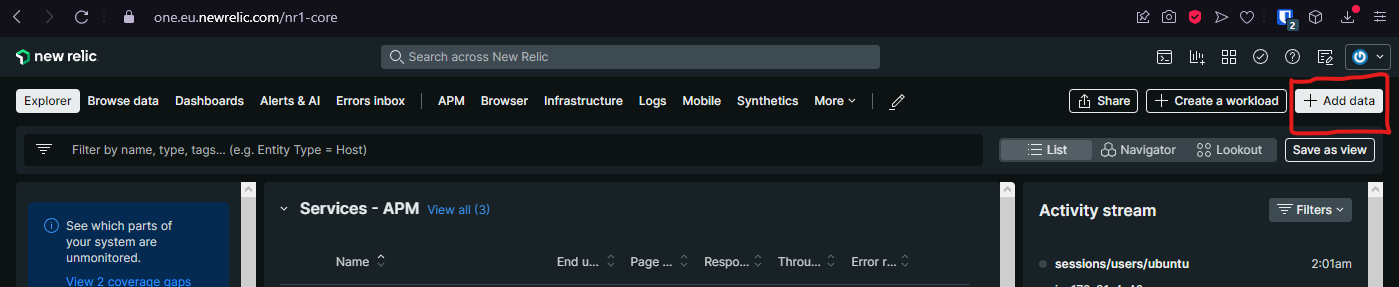 one.eu.newrelic.com/nr1-core
2
new relic
Search across New Relic
Explorer Browse data Dashboards Alerts & AI Errors inbox APM Browser Infrastructure Logs Mobile Synthetics More Share + Create a workload + Add data
Filter by name, type, tags... (e.g. Entity Type = Host) List Navigator Lookout Save as view
See which parts of
your system are
unmonitored.
View 2 coverage gaps
Services - APM View all (3)
Name End u... Page ... Respo... Throu... Error r...
Activity stream Filters
sessions/users/ubuntu 2:01am